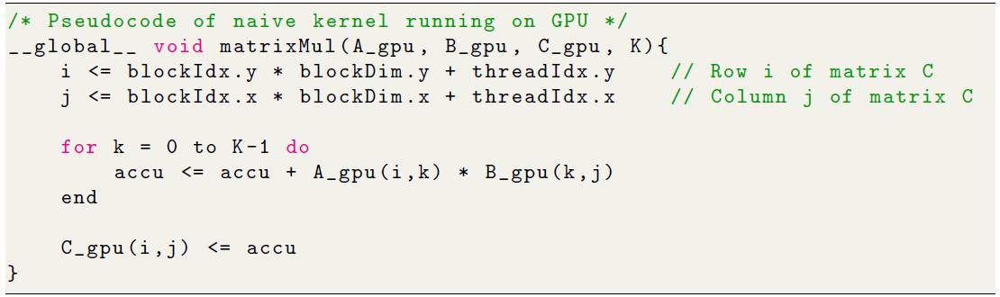 /* Pseudocode of naive kernel running on GPU */
__global__ void matrixMul(A_gpu, B_gpu, C_gpu, K){
    i <= blockIdx.y * blockDim.y + threadIdx.y    // Row i of matrix C
    j <= blockIdx.x * blockDim.x + threadIdx.x    // Column j of matrix C

    for k = 0 to K-1 do
        accu <= accu + A_gpu(i,k) * B_gpu(k,j)
    end

    C_gpu(i,j) <= accu
}